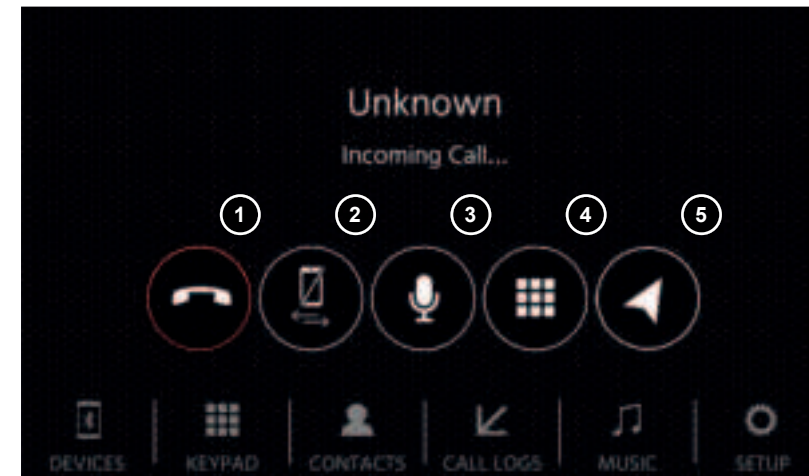 Unknown
Incoming Call...
1 2 3 4 5
DEVICES KEYPAD CONTACTS CALL LOGS MUSIC SETUP